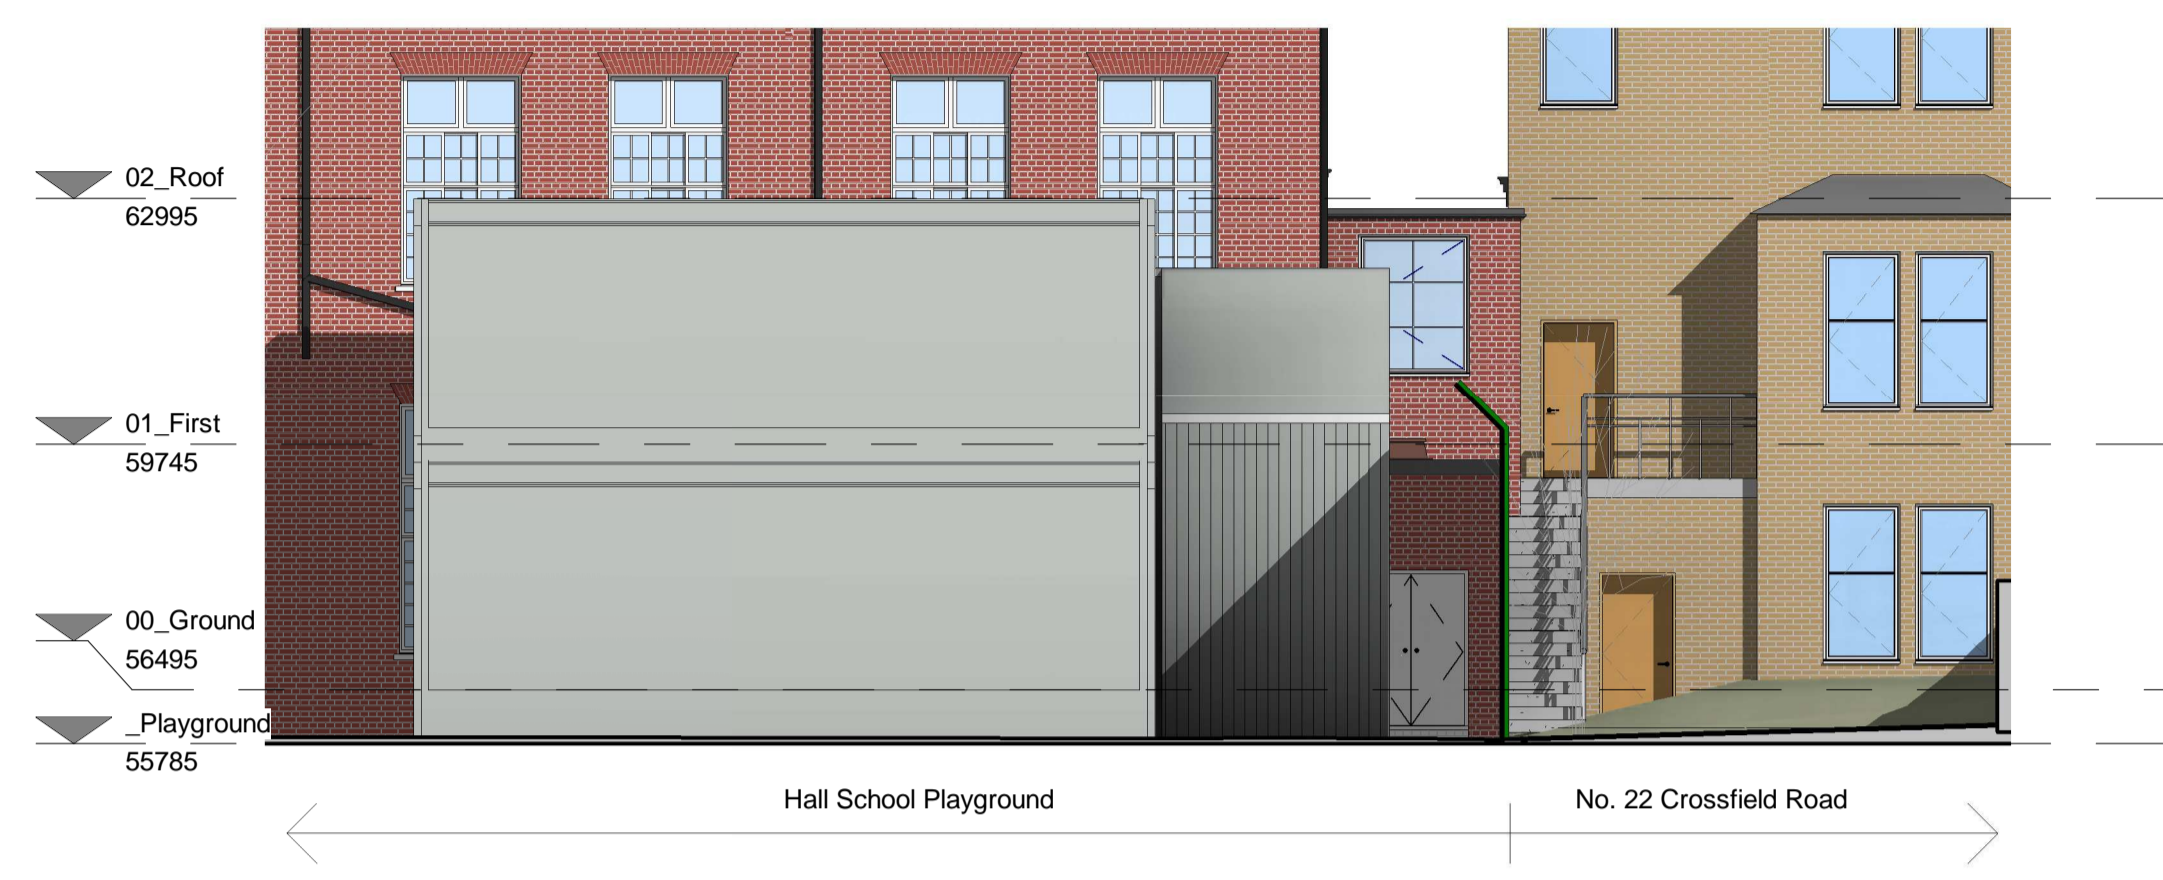 02_Roof
62995
01_First
59745
00_Ground
56495
_Playground
55785
Hall School Playground
No. 22 Crossfield Road